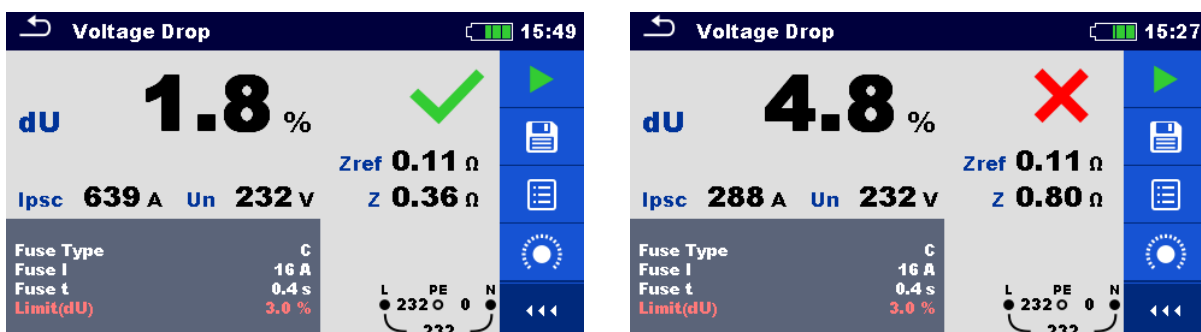 Voltage Drop 15:49
dU 1.8 %
Zref 0.11 Ω
Ipsc 639 A Un 232 V Z 0.36 Ω
Fuse Type C
Fuse I 16 A
Fuse t 0.4 s
Limit(dU) 3.0 %
L PE N
232 0
232
Voltage Drop 15:27
dU 4.8 %
Zref 0.11 Ω
Ipsc 288 A Un 232 V Z 0.80 Ω
Fuse Type C
Fuse I 16 A
Fuse t 0.4 s
Limit(dU) 3.0 %
L PE N
232 0
232